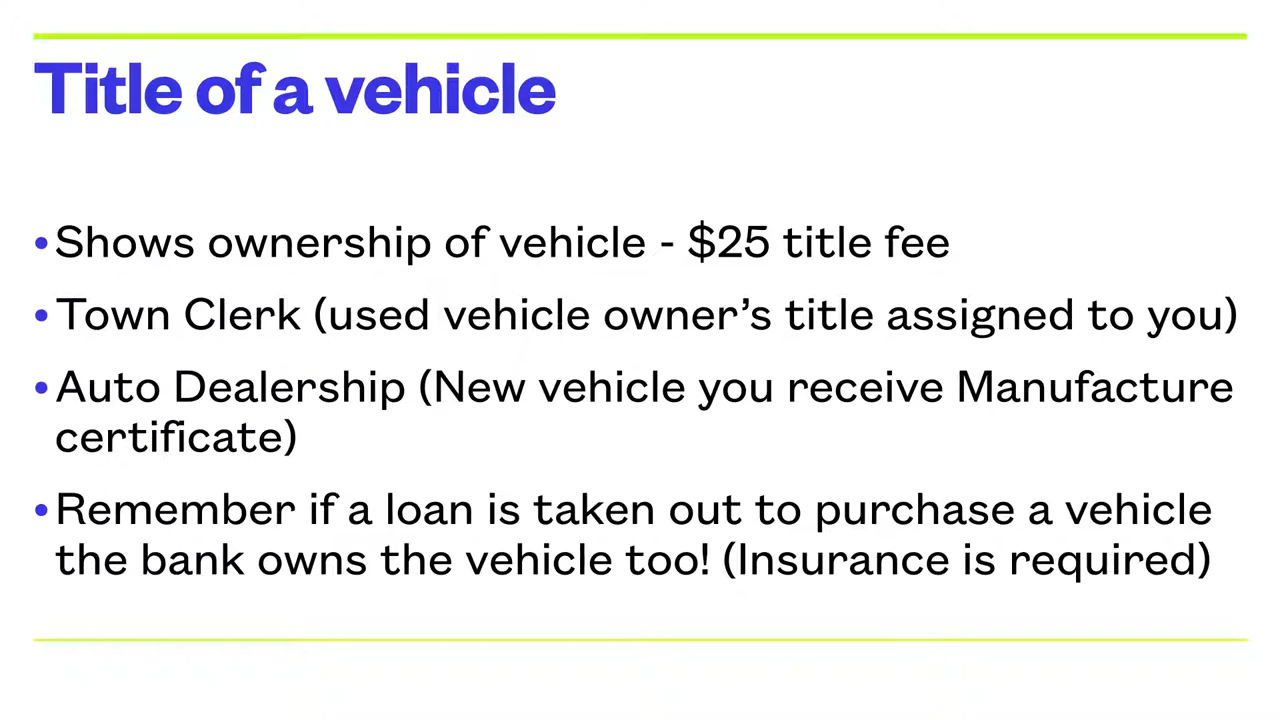 Title of a vehicle
•Shows ownership of vehicle - $25 title fee
•Town Clerk (used vehicle owner’s title assigned to you)
•Auto Dealership (New vehicle you receive Manufacture
certificate)
•Remember if a loan is taken out to purchase a vehicle
the bank owns the vehicle too! (Insurance is required)